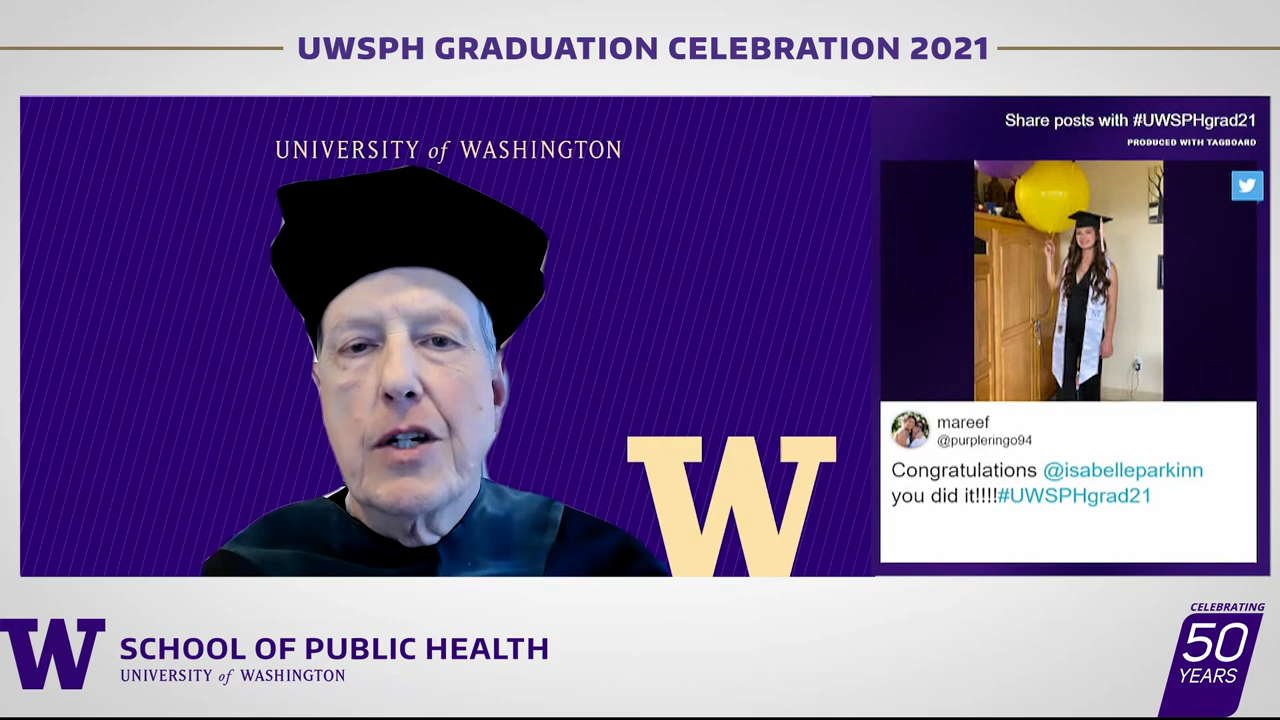 UWSPH GRADUATION CELEBRATION 2021
UNIVERSITY of WASHINGTON
W
Share posts with #UWSPHgrad21
PRODUCED WITH TAGBOARD
mareef
@purpleringo94
Congratulations @isabelleparkinn
you did it!!!!#UWSPHgrad21
W
SCHOOL OF PUBLIC HEALTH
UNIVERSITY of WASHINGTON
CELEBRATING
50
YEARS